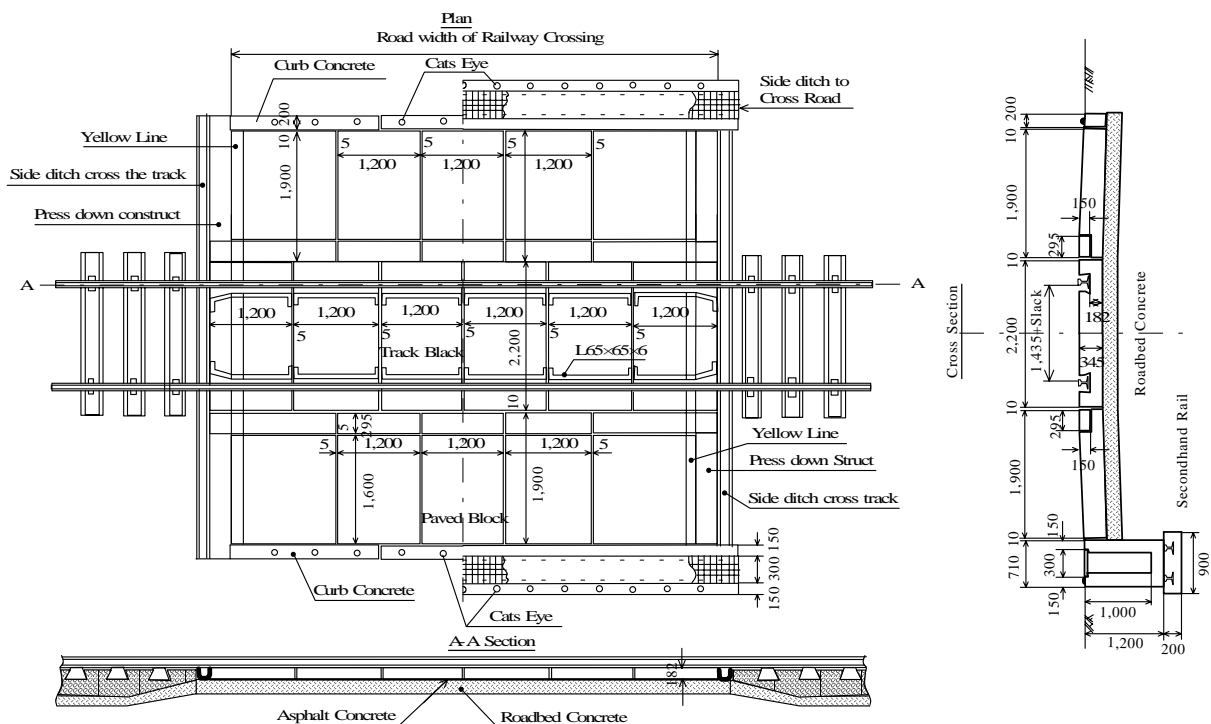 Plan
Road width of Railway Crossing
Curb Concrete
Cats Eye
Side ditch to
Cross Road
Yellow Line
200
10
5
5
5
5
1,200
1,200
1,200
Side ditch cross the track
1,900
Press down construct
A
A
1,200
1,200
1,200
1,200
1,200
1,200
5
5
5
5
5
Track Black
2,200
L65×65×6
10
5
295
5
1,200
1,200
1,200
5
Yellow Line
Press down Struct
1,600
1,900
Side ditch cross track
Paved Block
150
300
150
Curb Concrete
Cats Eye
A-A Section
182
Asphalt Concrete
Roadbed Concrete
200
10
1,900
150
295
10
182
Cross Section
2,200
1,435+Slack
345
Roadbed Concrete
10
295
150
1,900
Secondhand Rail
10
150
710
300
900
150
1,000
1,200
200